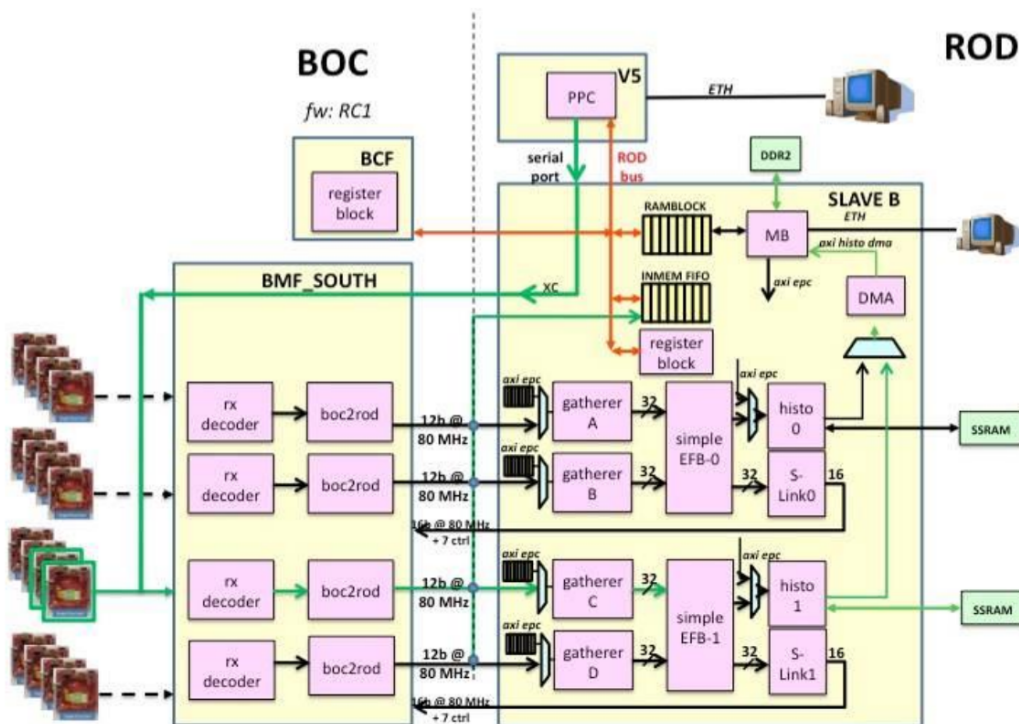 BOC
ROD
fw: RC1
V5
PPC
ETH
BCF
register
block
serial
port
ROD
bus
DDR2
SLAVE B
RAMBLOCK
MB
ETH
axi histo dma
axi epc
DMA
BMF_SOUTH
XC
INMEM FIFO
register
block
rx
decoder
boc2rod
12b @
80 MHz
axi epc
gatherer
A
32
simple
EFB-0
axi epc
histo
0
SSRAM
rx
decoder
boc2rod
12b @
80 MHz
axi epc
gatherer
B
32
32
S-
Link0
16
16b @ 80 MHz
+ 7 ctrl
rx
decoder
boc2rod
12b @
80 MHz
axi epc
gatherer
C
32
simple
EFB-1
axi epc
histo
1
SSRAM
rx
decoder
boc2rod
12b @
80 MHz
axi epc
gatherer
D
32
32
S-
Link1
16
16b @ 80 MHz
+ 7 ctrl